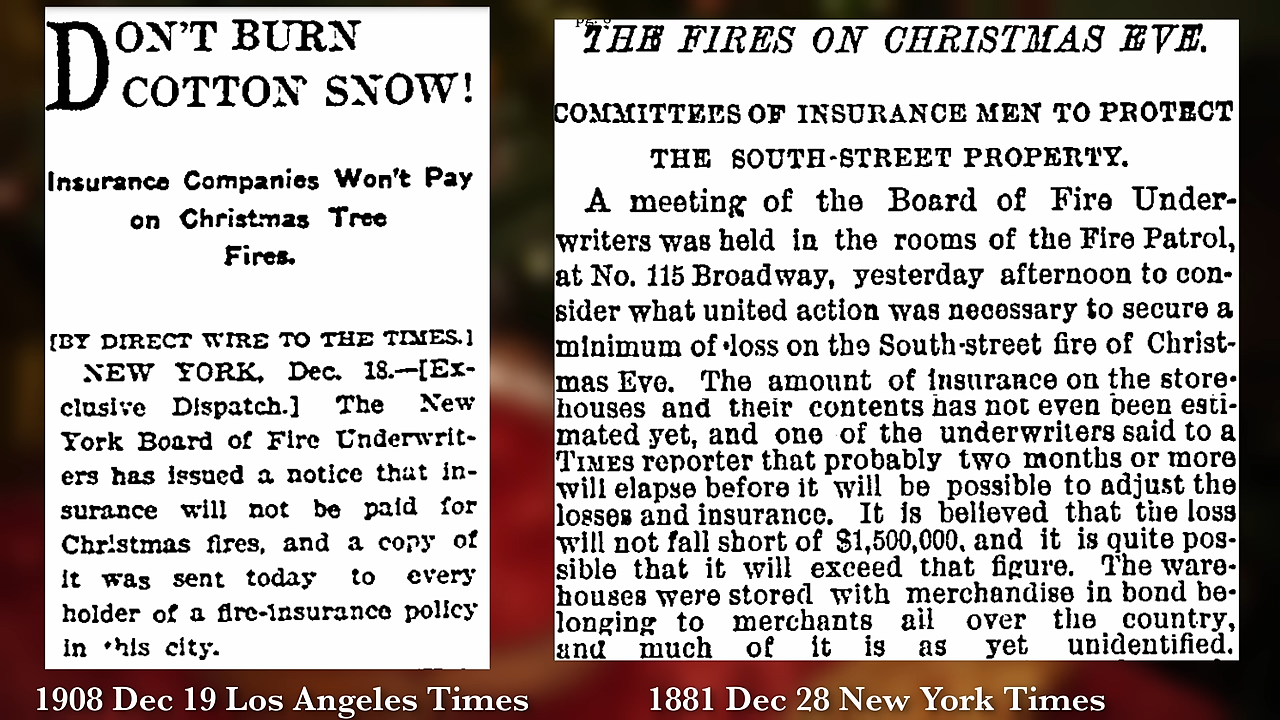 DON'T BURN
COTTON SNOW!
Insurance Companies Won't Pay
on Christmas Tree
Fires.
[BY DIRECT WIRE TO THE TIMES.]
NEW YORK, Dec. 18.—[Ex-
clusive Dispatch.] The New
York Board of Fire Underwrit-
ers has issued a notice that in-
surance will not be paid for
Christmas fires, and a copy of
it was sent today to every
holder of a fire-insurance policy
in this city.
1908 Dec 19 Los Angeles Times
THE FIRES ON CHRISTMAS EVE.
COMMITTEES OF INSURANCE MEN TO PROTECT
THE SOUTH-STREET PROPERTY.
A meeting of the Board of Fire Under-
writers was held in the rooms of the Fire Patrol,
at No. 115 Broadway, yesterday afternoon to con-
sider what united action was necessary to secure a
minimum of loss on the South-street fire of Christ-
mas Eve. The amount of insurance on the store-
houses and their contents has not even been esti-
mated yet, and one of the underwriters said to a
TIMES reporter that probably two months or more
will elapse before it will be possible to adjust the
losses and insurance. It is believed that the loss
will not fall short of $1,500,000, and it is quite pos-
sible that it will exceed that figure. The ware-
houses were stored with merchandise in bond be-
longing to merchants all over the country,
and much of it is as yet unidentified.
1881 Dec 28 New York Times